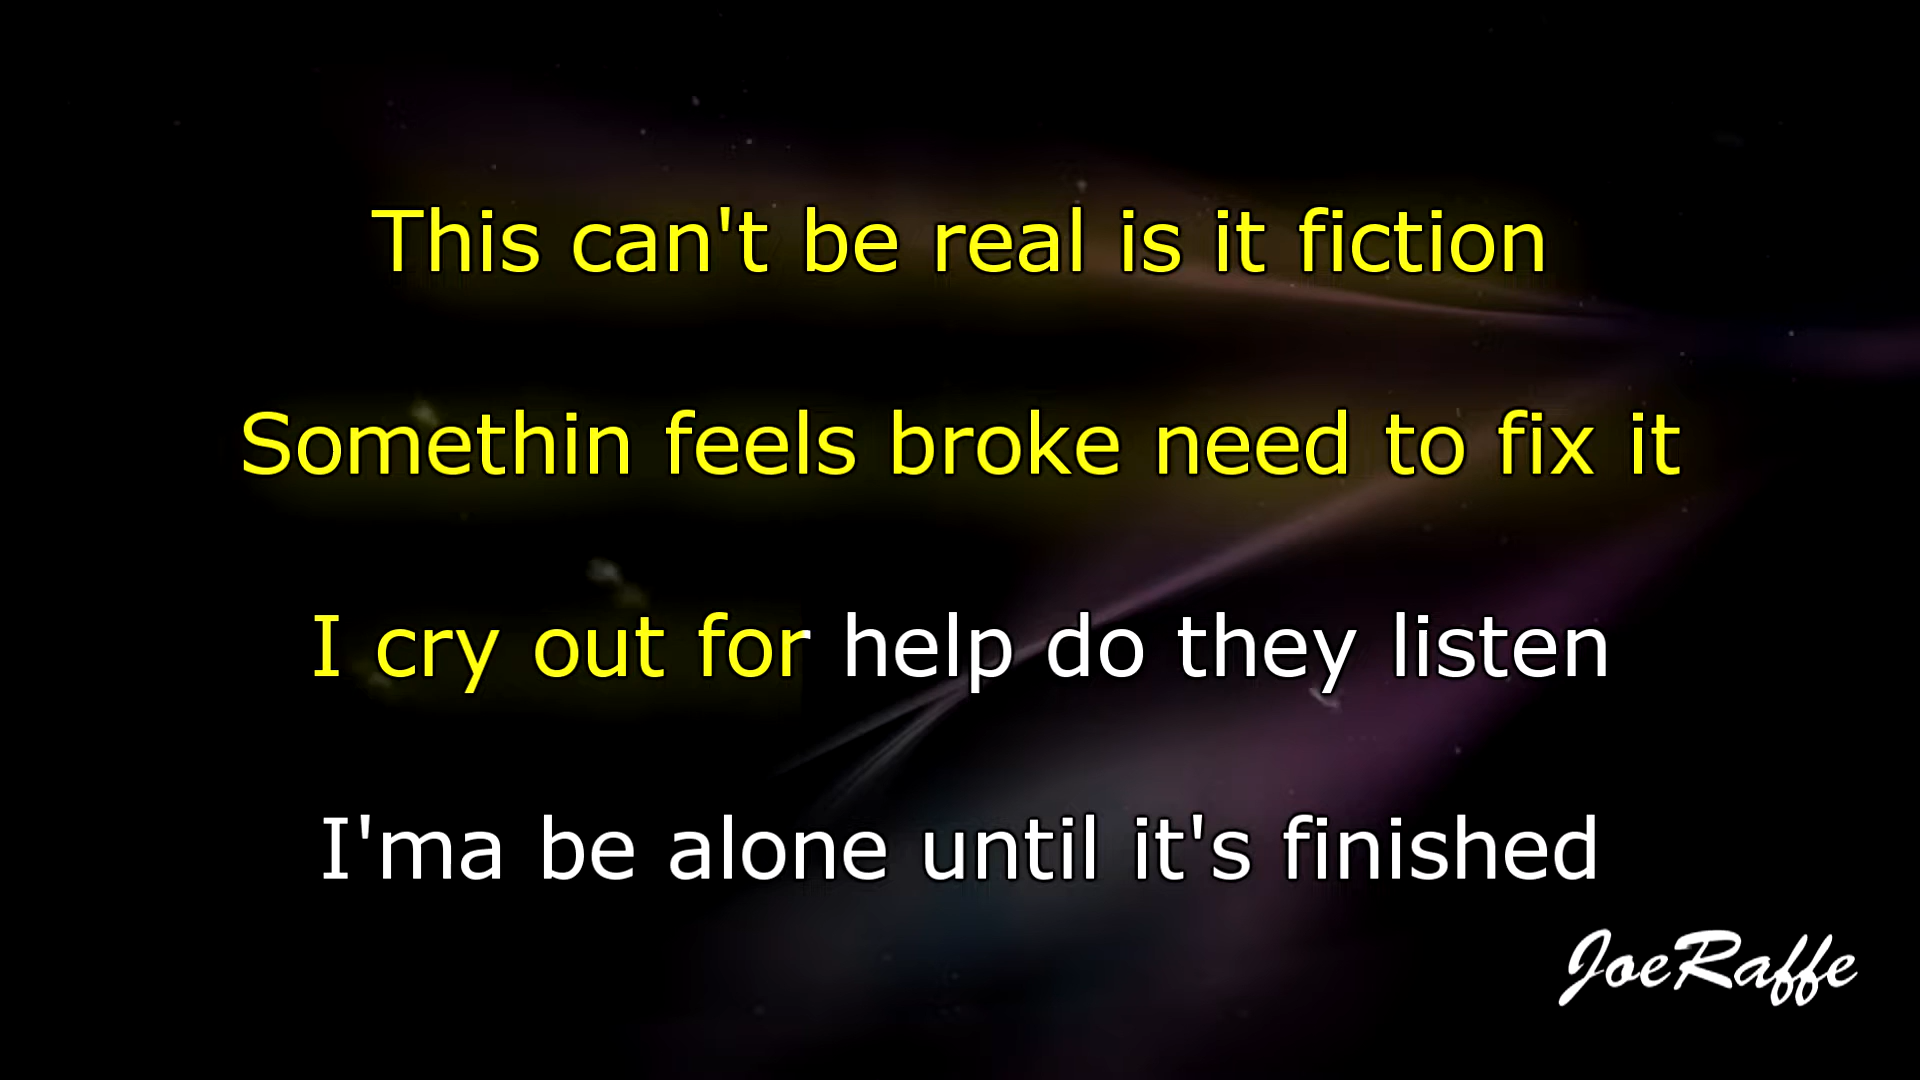 This can't be real is it fiction
Somethin feels broke need to fix it
I cry out for help do they listen
I'ma be alone until it's finished
JoeRaffe